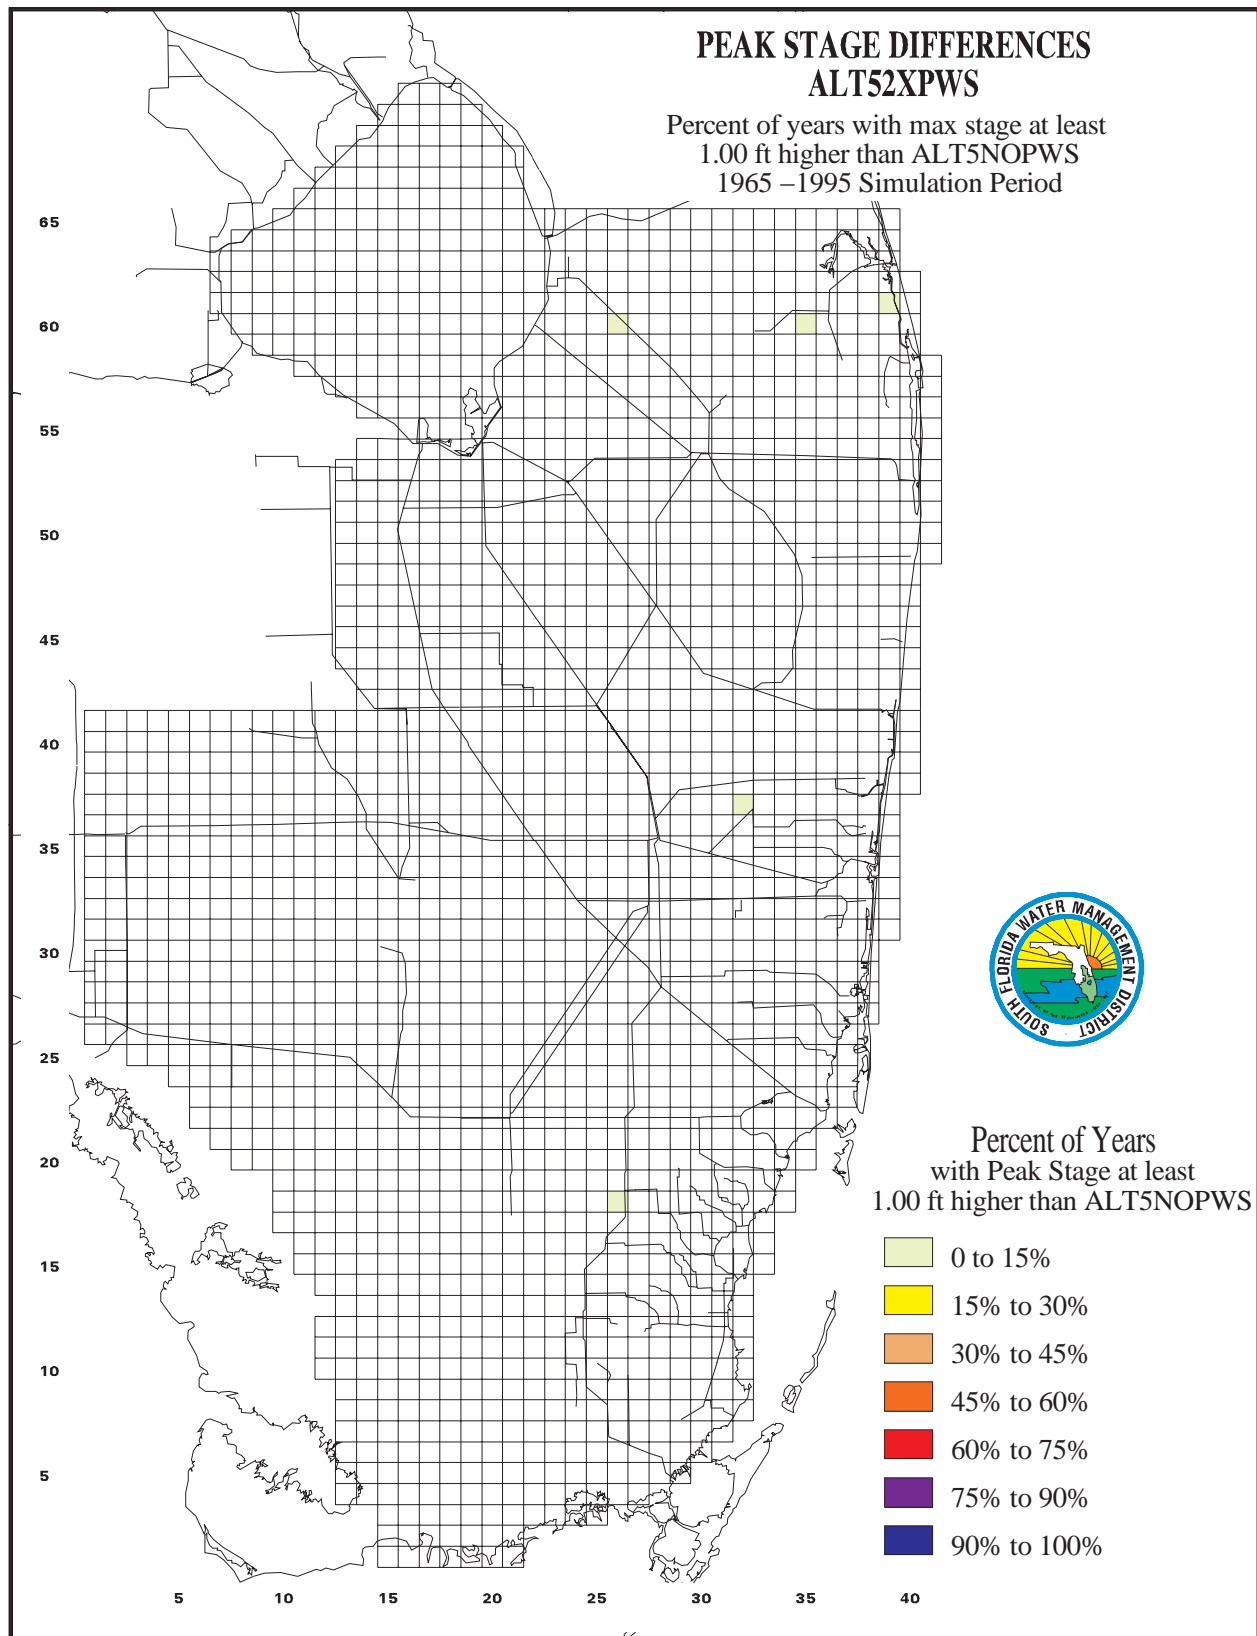 PEAK STAGE DIFFERENCES
ALT52XPWS
Percent of years with max stage at least
1.00 ft higher than ALT5NOPWS
1965 –1995 Simulation Period
65
60
55
50
45
40
35
30
25
20
15
10
5
SOUTH FLORIDA WATER MANAGEMENT DISTRICT
Percent of Years
with Peak Stage at least
1.00 ft higher than ALT5NOPWS
0 to 15%
15% to 30%
30% to 45%
45% to 60%
60% to 75%
75% to 90%
90% to 100%
5 10 15 20 25 30 35 40